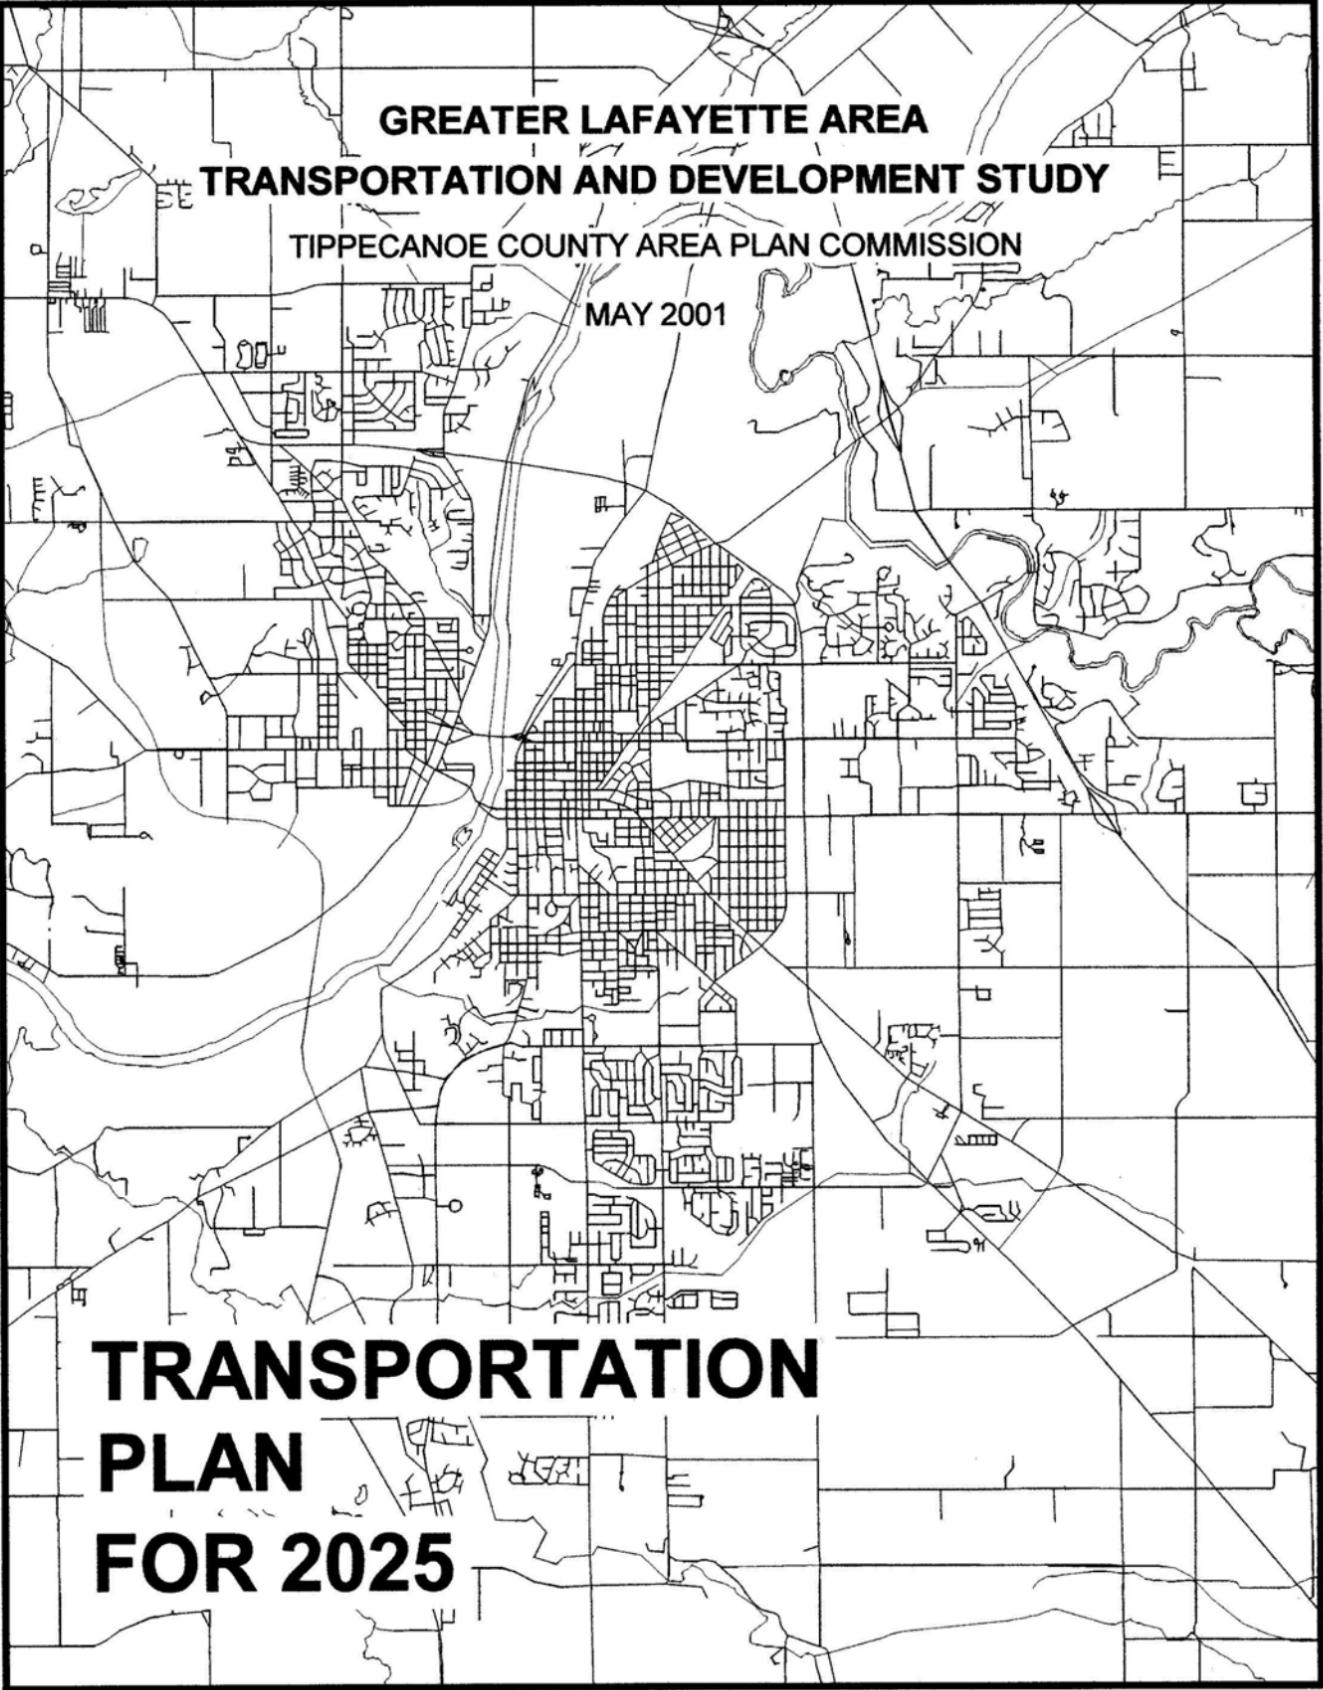 GREATER LAFAYETTE AREA
TRANSPORTATION AND DEVELOPMENT STUDY
TIPPECANOE COUNTY AREA PLAN COMMISSION
MAY 2001
TRANSPORTATION
PLAN
FOR 2025